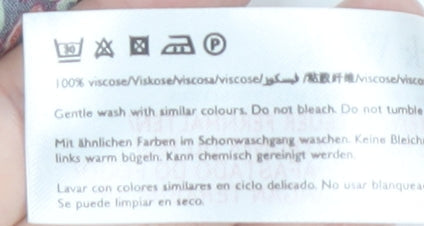 30
P
100% viscose/Viskose/viscosa/viscose/فيسكوز/粘胶纤维/viscose/visco
Gentle wash with similar colours. Do not bleach. Do not tumble
Mit ähnlichen Farben im Schonwaschgang waschen. Keine Bleich
links warm bügeln. Kann chemisch gereinigt werden.
Lavar con colores similares en ciclo delicado. No usar blanquea
Se puede limpiar en seco.